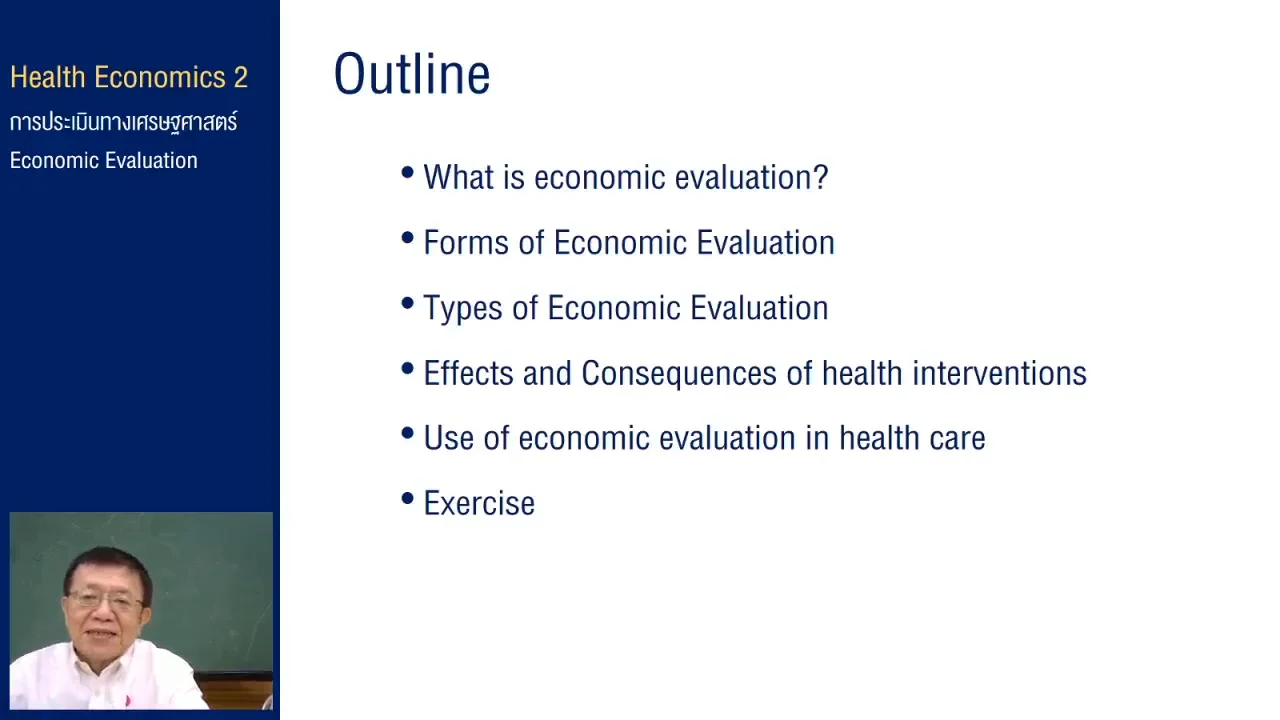 Health Economics 2
การประเมินทางเศรษฐศาสตร์
Economic Evaluation
Outline
• What is economic evaluation?
• Forms of Economic Evaluation
• Types of Economic Evaluation
• Effects and Consequences of health interventions
• Use of economic evaluation in health care
• Exercise